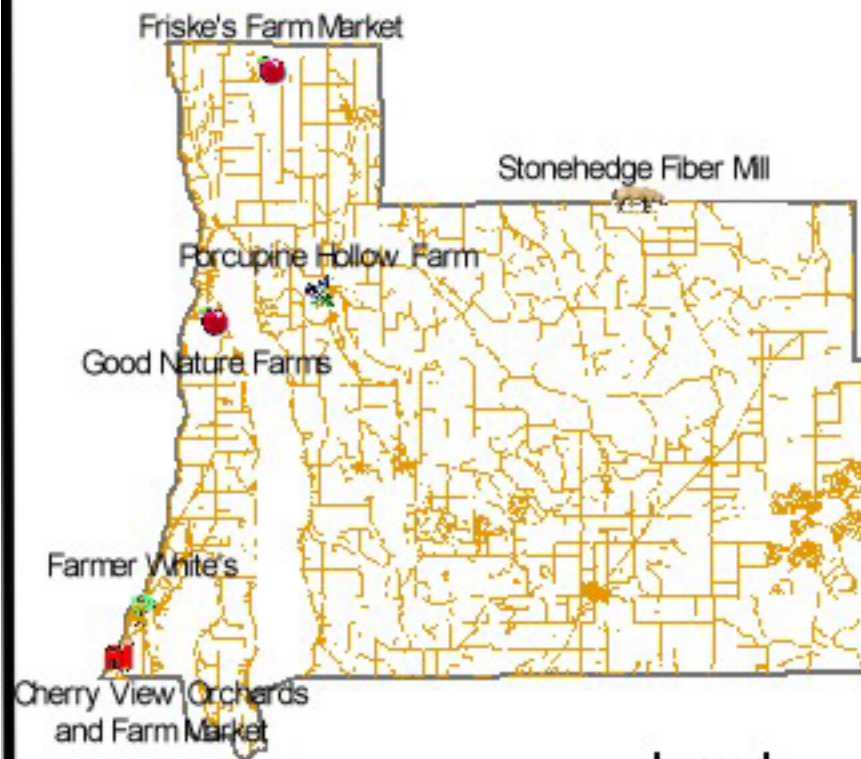 Friske's Farm Market
Stonehedge Fiber Mill
Porcupine Hollow Farm
Good Nature Farms
Farmer White's
Cherry View Orchards
and Farm Market